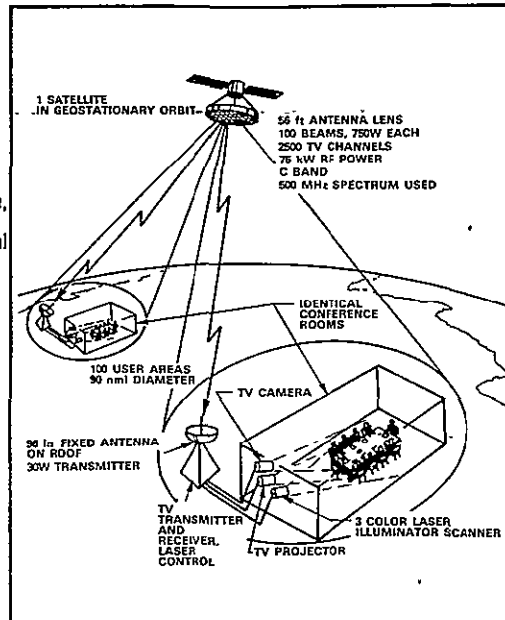 1 SATELLITE
IN GEOSTATIONARY ORBIT
56 ft ANTENNA LENS
100 BEAMS, 750W EACH
2500 TV CHANNELS
75 kW RF POWER
C BAND
500 MHz SPECTRUM USED
IDENTICAL
CONFERENCE
ROOMS
100 USER AREAS
90 nmi DIAMETER
TV CAMERA
96 in FIXED ANTENNA
ON ROOF
30W TRANSMITTER
TV
TRANSMITTER
AND
RECEIVER,
LASER
CONTROL
TV PROJECTOR
3 COLOR LASER
ILLUMINATOR SCANNER